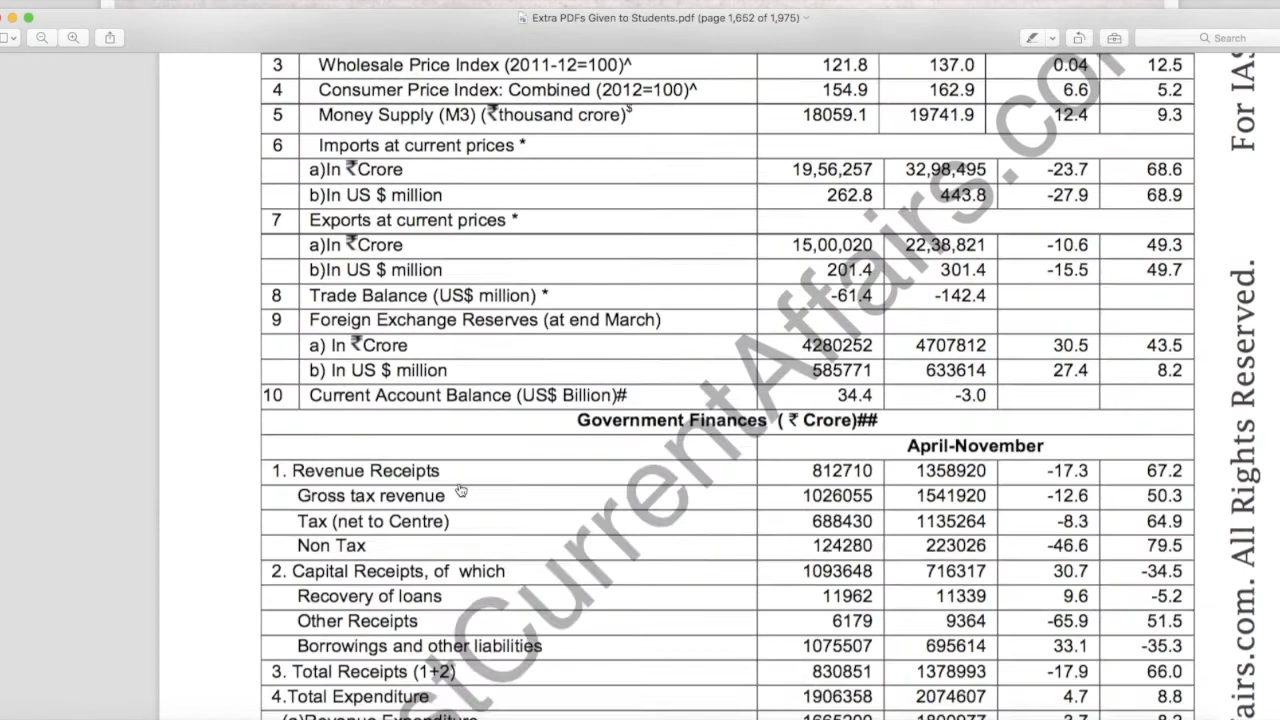 Extra PDFs Given to Students.pdf (page 1,652 of 1,975)
Search
3 Wholesale Price Index (2011-12=100)^ 121.8 137.0 0.04 12.5
4 Consumer Price Index: Combined (2012=100)^ 154.9 162.9 6.6 5.2
5 Money Supply (M3) (₹thousand crore)$ 18059.1 19741.9 12.4 9.3
6 Imports at current prices *
a)In ₹Crore 19,56,257 32,98,495 -23.7 68.6
b)In US $ million 262.8 443.8 -27.9 68.9
7 Exports at current prices *
a)In ₹Crore 15,00,020 22,38,821 -10.6 49.3
b)In US $ million 201.4 301.4 -15.5 49.7
8 Trade Balance (US$ million) * -61.4 -142.4
9 Foreign Exchange Reserves (at end March)
a) In ₹Crore 4280252 4707812 30.5 43.5
b) In US $ million 585771 633614 27.4 8.2
10 Current Account Balance (US$ Billion)# 34.4 -3.0
Government Finances ( ₹ Crore)##
April-November
1. Revenue Receipts 812710 1358920 -17.3 67.2
Gross tax revenue 1026055 1541920 -12.6 50.3
Tax (net to Centre) 688430 1135264 -8.3 64.9
Non Tax 124280 223026 -46.6 79.5
2. Capital Receipts, of which 1093648 716317 30.7 -34.5
Recovery of loans 11962 11339 9.6 -5.2
Other Receipts 6179 9364 -65.9 51.5
Borrowings and other liabilities 1075507 695614 33.1 -35.3
3. Total Receipts (1+2) 830851 1378993 -17.9 66.0
4.Total Expenditure 1906358 2074607 4.7 8.8
(a)Revenue Expenditure
stCurrentAffairs.com
For IAS
airs.com. All Rights Reserved.